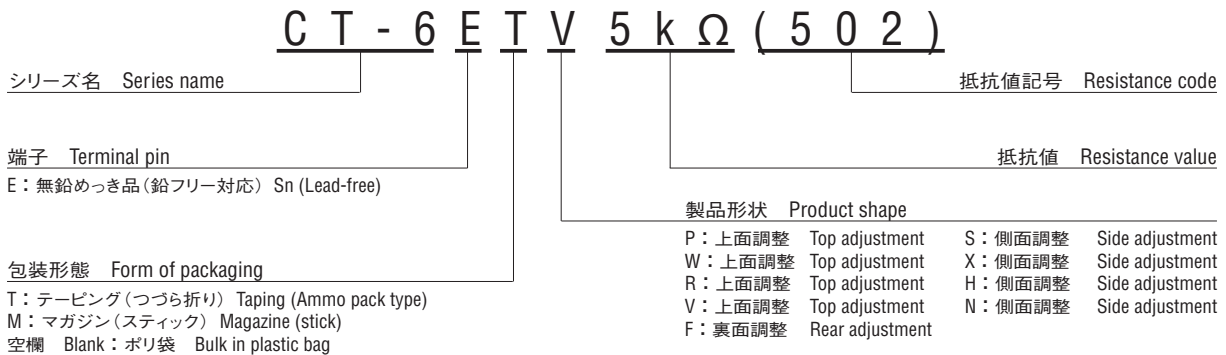 CT-6ETV 5kΩ(502)
シリーズ名 Series name
抵抗値記号 Resistance code
端子 Terminal pin
抵抗値 Resistance value
E:無鉛めっき品(鉛フリー対応) Sn (Lead-free)
製品形状 Product shape
P:上面調整 Top adjustment S:側面調整 Side adjustment
W:上面調整 Top adjustment X:側面調整 Side adjustment
R:上面調整 Top adjustment H:側面調整 Side adjustment
V:上面調整 Top adjustment N:側面調整 Side adjustment
F:裏面調整 Rear adjustment
包装形態 Form of packaging
T:テーピング(つづら折り) Taping (Ammo pack type)
M:マガジン(スティック) Magazine (stick)
空欄 Blank:ポリ袋 Bulk in plastic bag